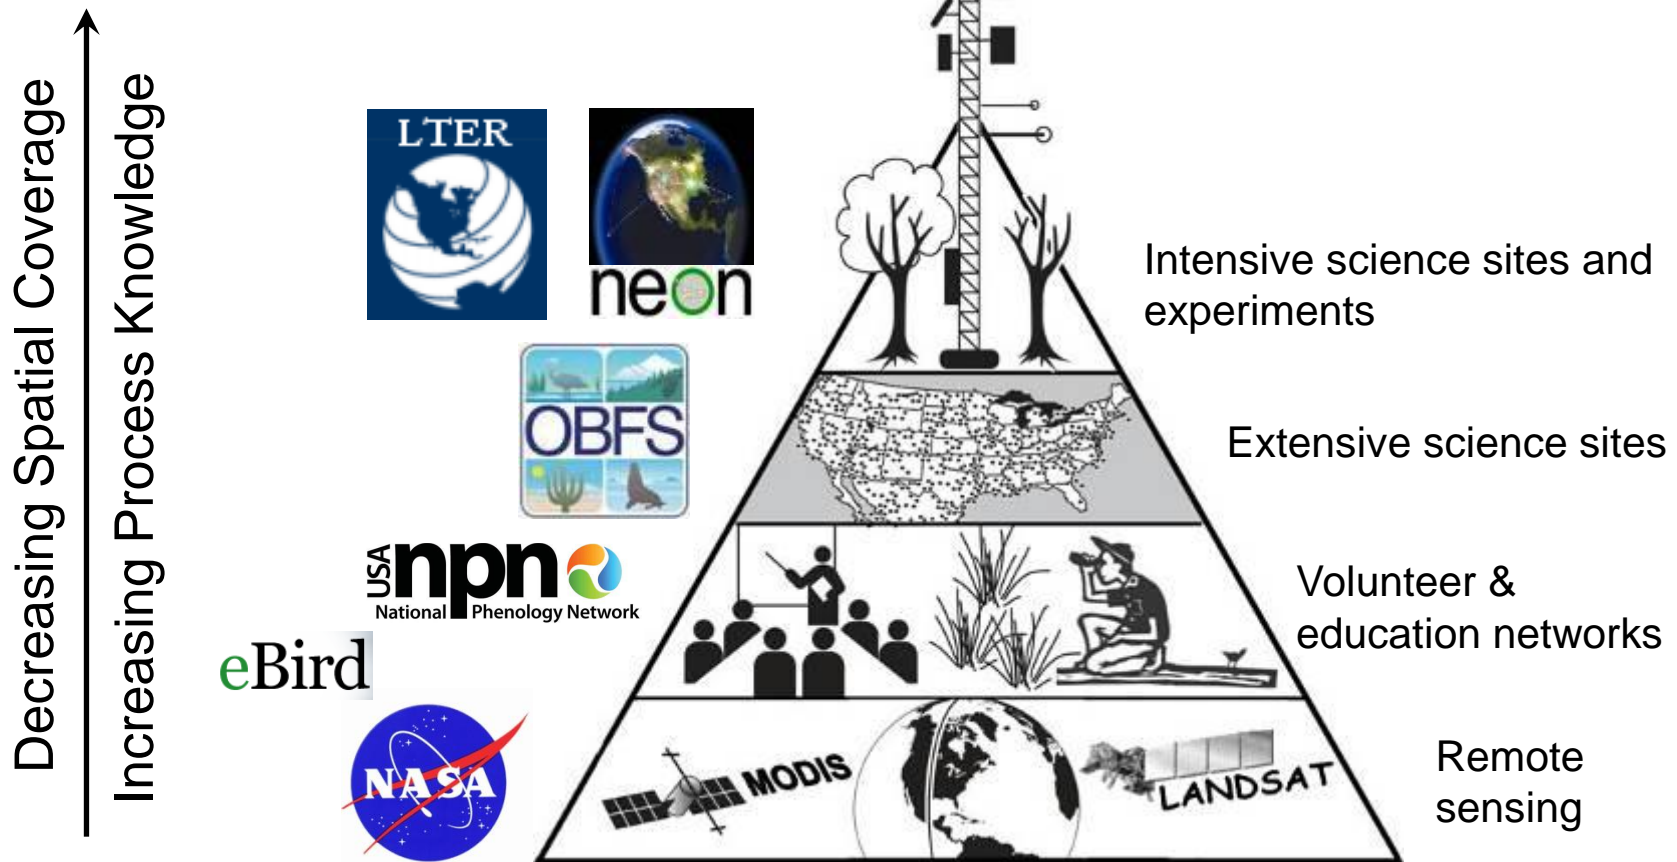 Decreasing Spatial Coverage
Increasing Process Knowledge
LTER
neon
Intensive science sites and
experiments
OBFS
Extensive science sites
USA npn
National Phenology Network
Volunteer &
education networks
eBird
NASA
MODIS
LANDSAT
Remote
sensing